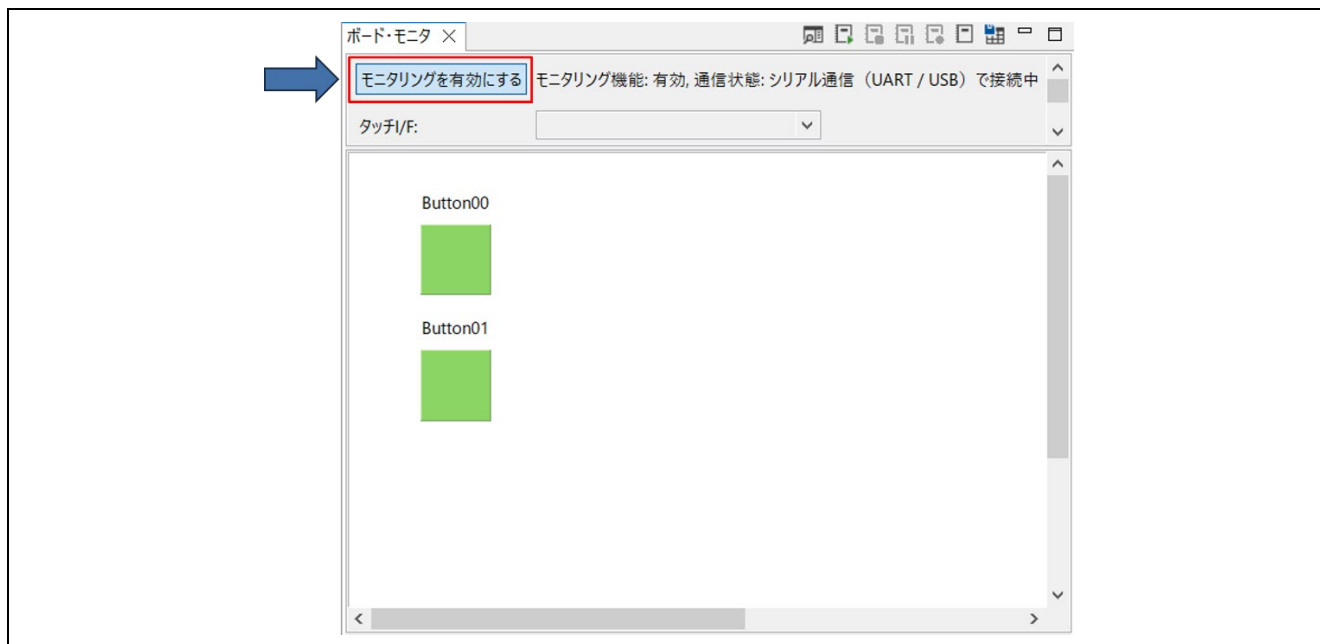 ボード・モニタ
モニタリングを有効にする モニタリング機能: 有効, 通信状態: シリアル通信（UART / USB）で接続中
タッチI/F:
Button00
Button01